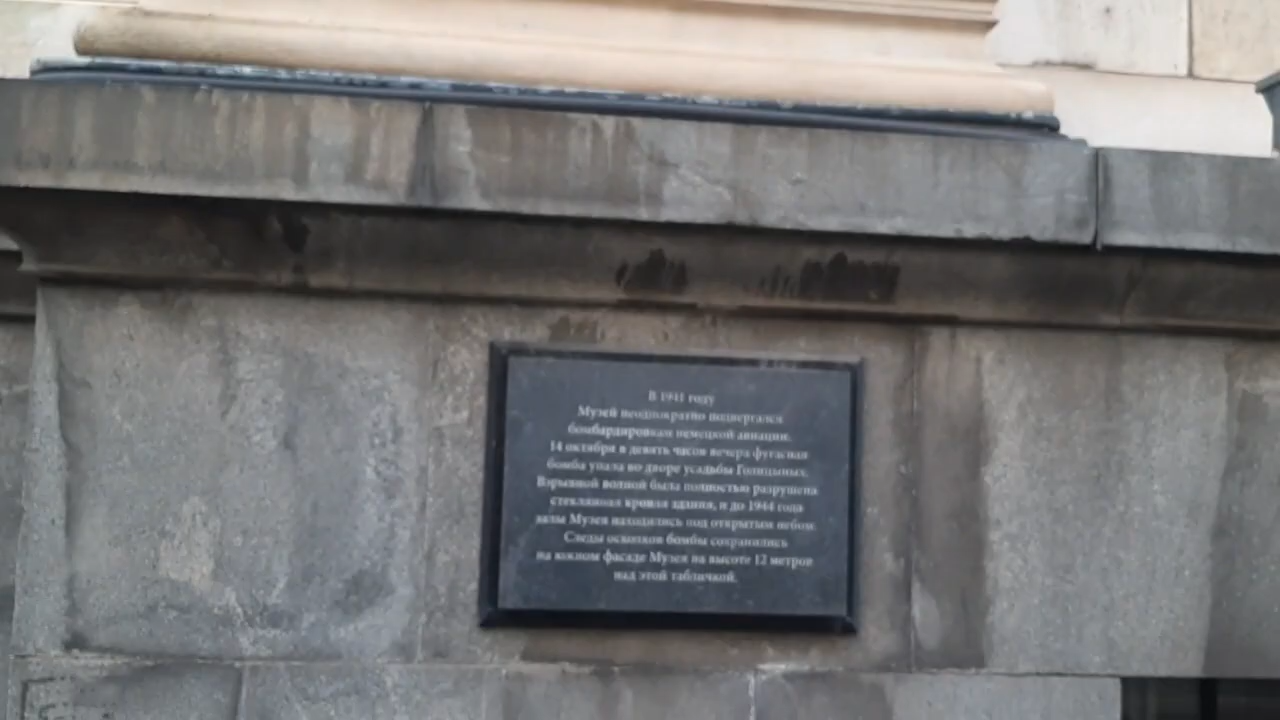 В 1941 году
Музей неоднократно подвергался
бомбардировкам немецкой авиации.
14 октября в девять часов вечера фугасная
бомба упала во дворе усадьбы Голицыных.
Взрывной волной была полностью разрушена
стеклянная кровля здания, и до 1944 года
залы Музея находились под открытым небом.
Следы осколков бомбы сохранились
на южном фасаде Музея на высоте 12 метров
над этой табличкой.